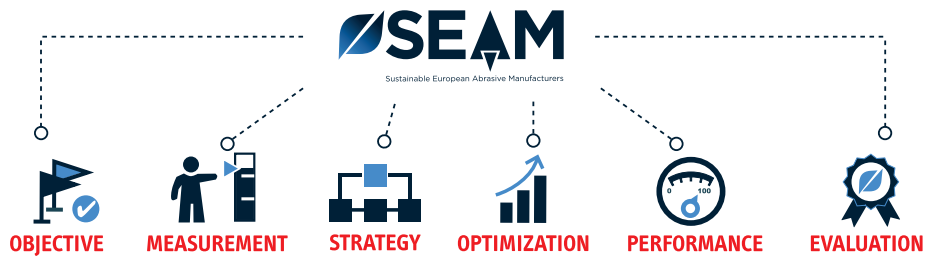 SEAM
Sustainable European Abrasive Manufacturers
0 100
OBJECTIVE MEASUREMENT STRATEGY OPTIMIZATION PERFORMANCE EVALUATION